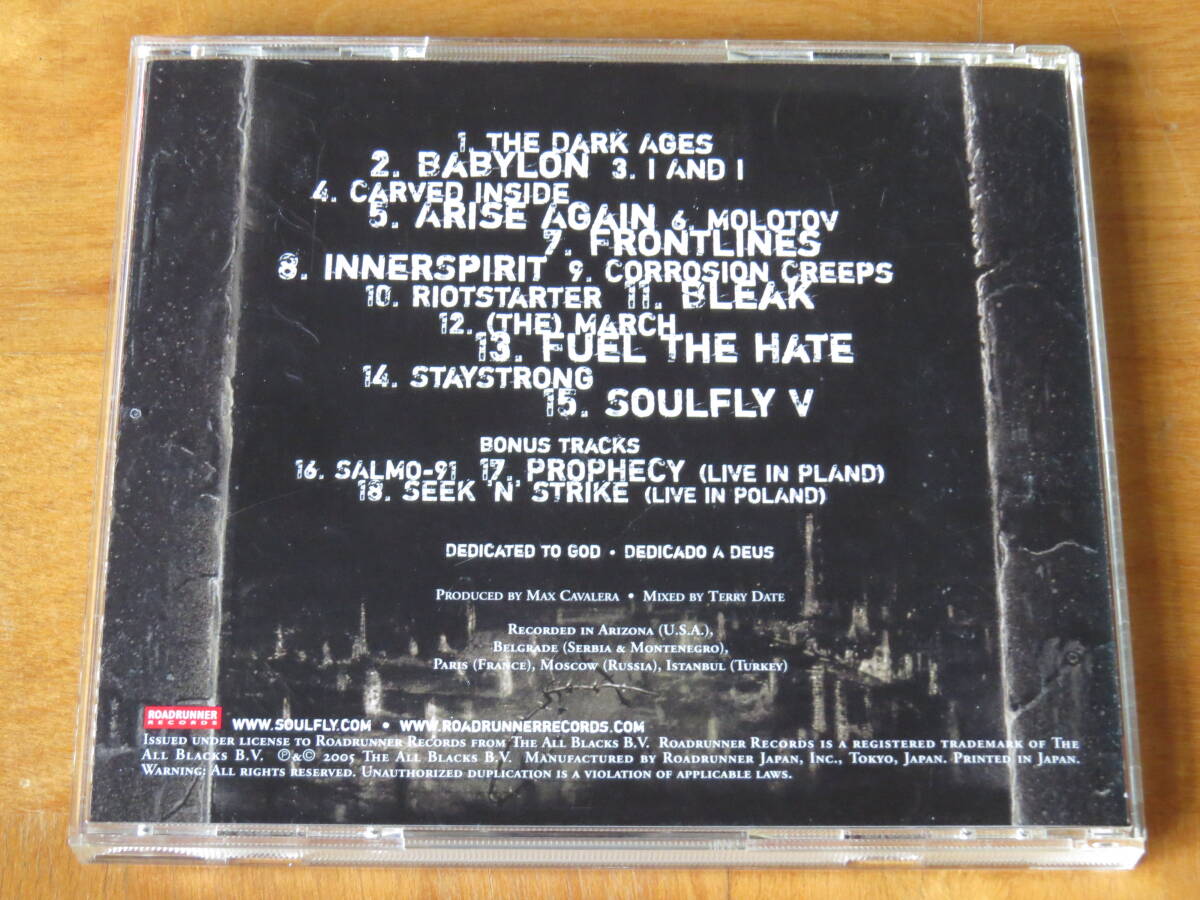 1. THE DARK AGES
2. BABYLON 3. I AND I
4. CARVED INSIDE
5. ARISE AGAIN 6. MOLOTOV
7. FRONTLINES
8. INNERSPIRIT 9. CORROSION CREEPS
10. RIOTSTARTER 11. BLEAK
12. (THE) MARCH
13. FUEL THE HATE
14. STAYSTRONG
15. SOULFLY V
BONUS TRACKS
16. SALMO-91 17. PROPHECY (LIVE IN PLAND)
18. SEEK 'N' STRIKE (LIVE IN POLAND)
DEDICATED TO GOD • DEDICADO A DEUS
PRODUCED BY MAX CAVALERA • MIXED BY TERRY DATE
RECORDED IN ARIZONA (U.S.A.),
BELGRADE (SERBIA & MONTENEGRO),
PARIS (FRANCE), MOSCOW (RUSSIA), ISTANBUL (TURKEY)
ROADRUNNER
RECORDS
WWW.SOULFLY.COM • WWW.ROADRUNNERRECORDS.COM
ISSUED UNDER LICENSE TO ROADRUNNER RECORDS FROM THE ALL BLACKS B.V. ROADRUNNER RECORDS IS A REGISTERED TRADEMARK OF THE
ALL BLACKS B.V. ℗&© 2005 THE ALL BLACKS B.V. MANUFACTURED BY ROADRUNNER JAPAN, INC., TOKYO, JAPAN. PRINTED IN JAPAN.
WARNING: ALL RIGHTS RESERVED. UNAUTHORIZED DUPLICATION IS A VIOLATION OF APPLICABLE LAWS.